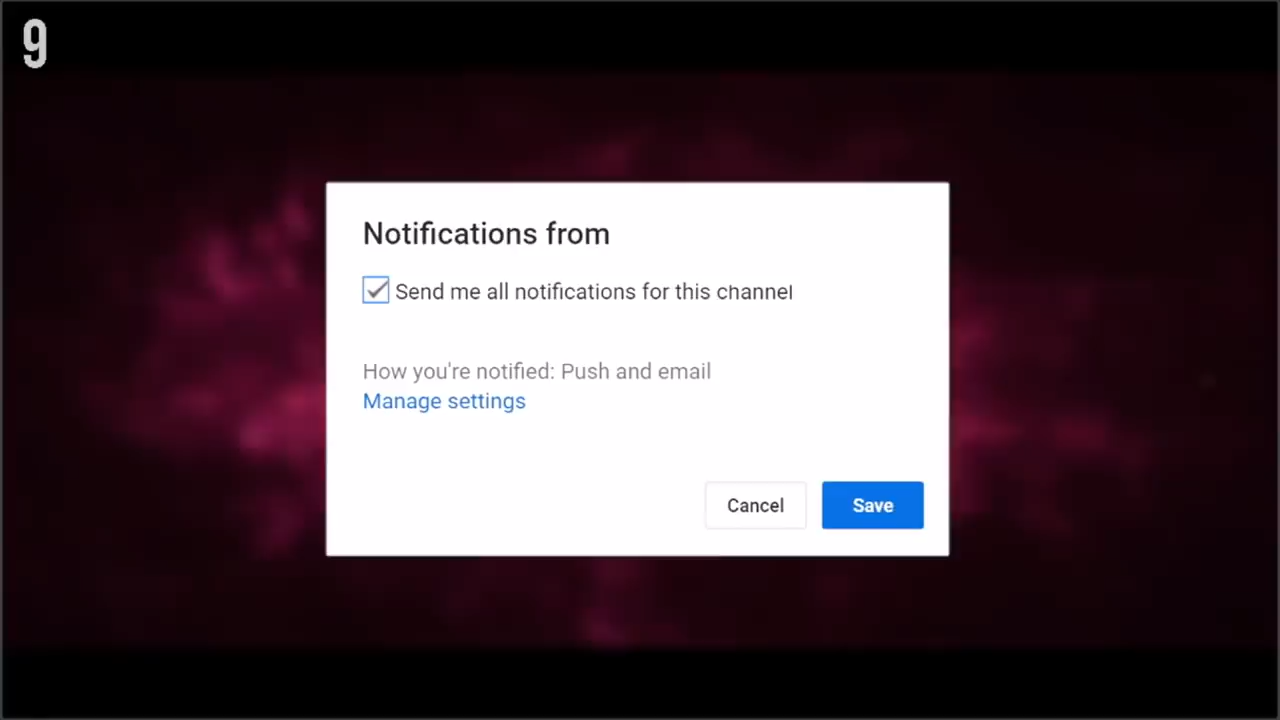 9
Notifications from
Send me all notifications for this channel
How you're notified: Push and email
Manage settings
Cancel
Save